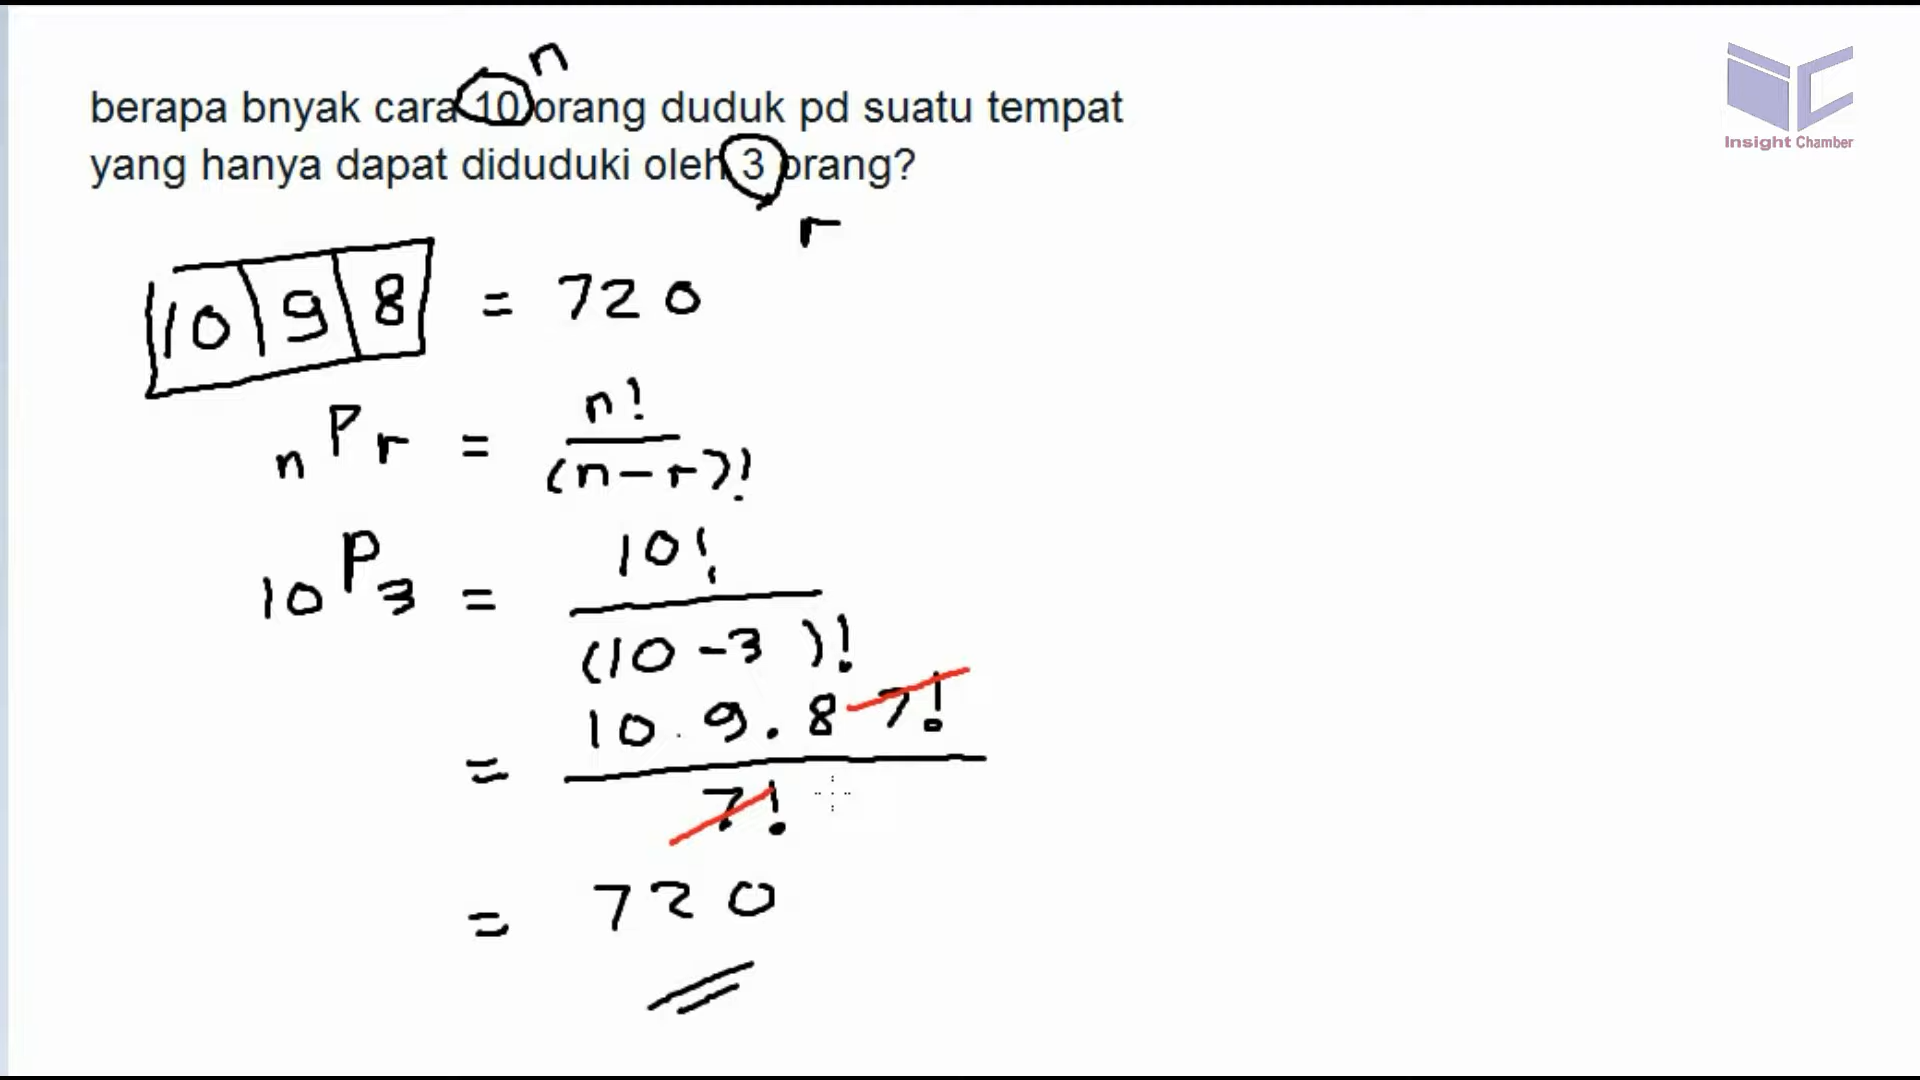 n
berapa bnyak cara 10 orang duduk pd suatu tempat
yang hanya dapat diduduki oleh 3 orang?
r
Insight Chamber
10 9 8 = 720
nPr = n! / (n-r)!
10P3 = 10! / (10-3)!
= 10.9.8 7! / 7!
= 720